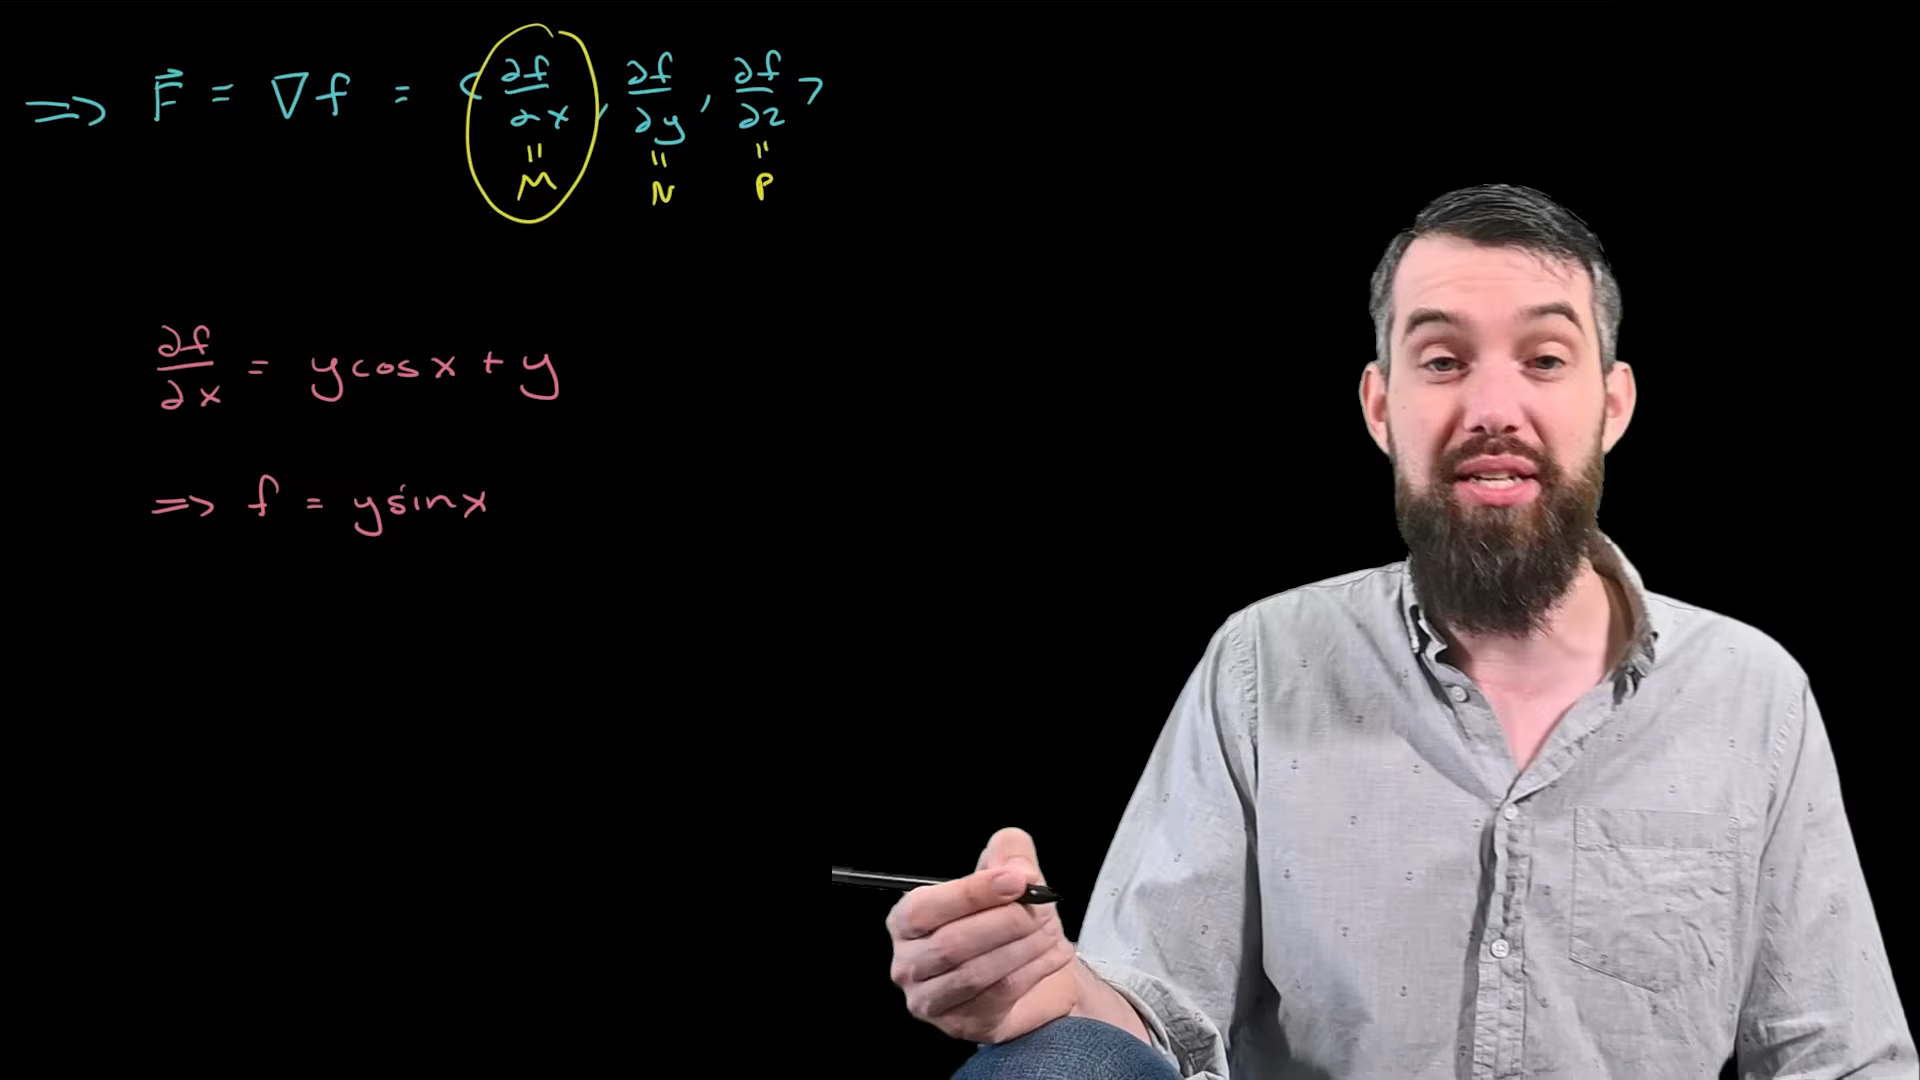 ⇒ F⃗ = ∇f = < ∂f/∂x, ∂f/∂y, ∂f/∂z >
= = =
M N P
∂f/∂x = y cos x + y
⇒ f = y sin x